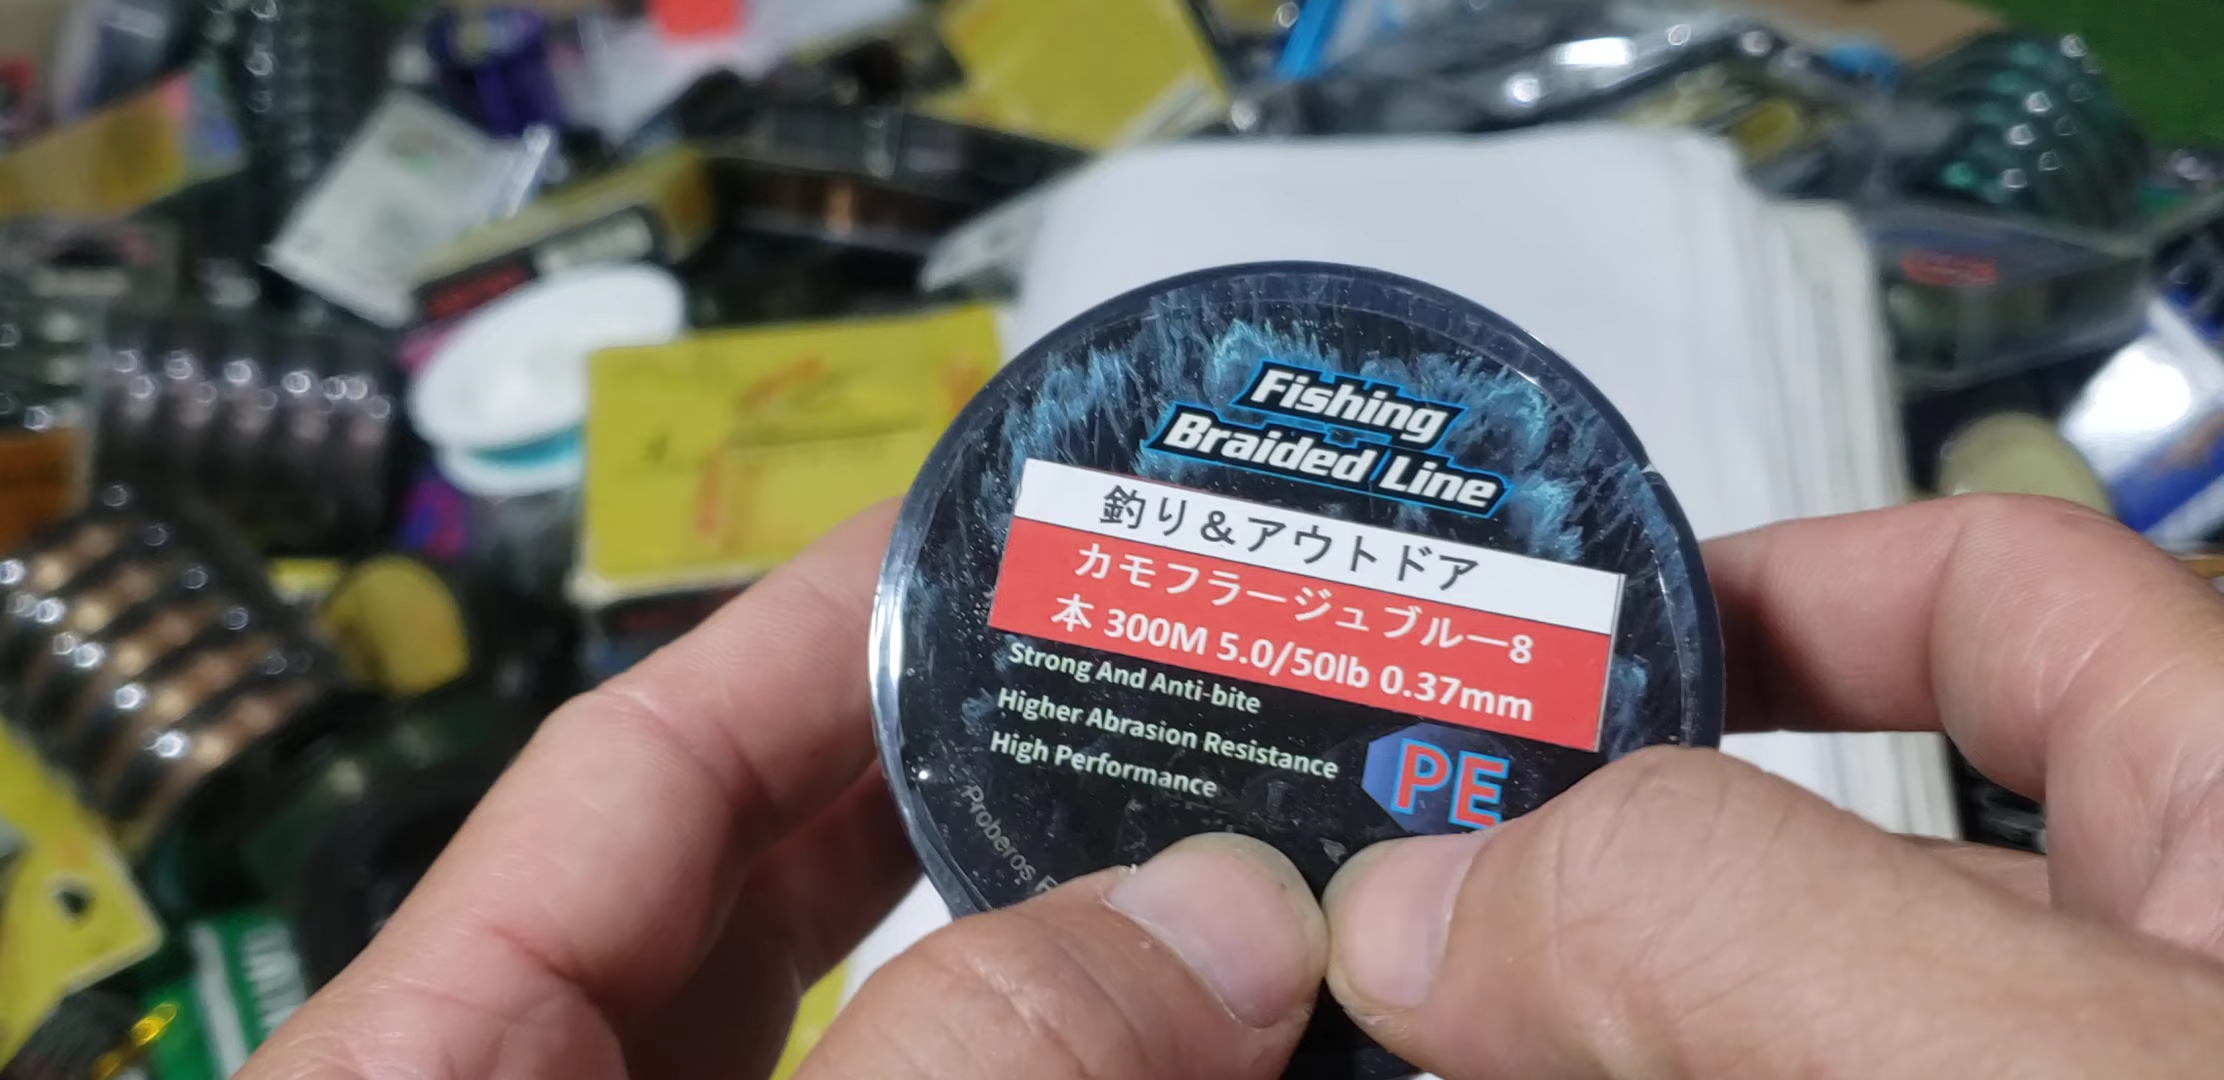 Fishing
Braided Line
釣り&アウトドア
カモフラージュブルー8
本 300M 5.0/50lb 0.37mm
Strong And Anti-bite
Higher Abrasion Resistance
High Performance
PE
Proberos